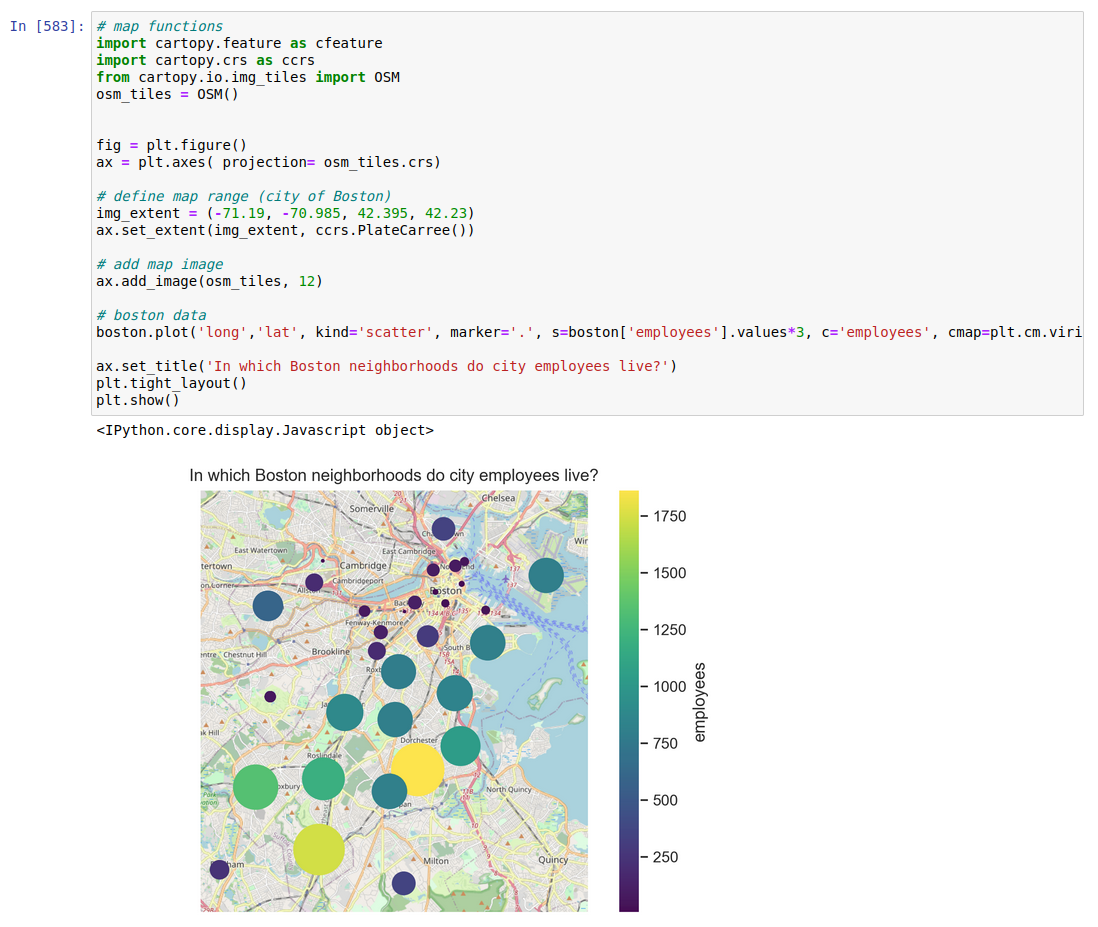 In [583]:
# map functions
import cartopy.feature as cfeature
import cartopy.crs as ccrs
from cartopy.io.img_tiles import OSM
osm_tiles = OSM()
fig = plt.figure()
ax = plt.axes( projection= osm_tiles.crs)
# define map range (city of Boston)
img_extent = (-71.19, -70.985, 42.395, 42.23)
ax.set_extent(img_extent, ccrs.PlateCarree())
# add map image
ax.add_image(osm_tiles, 12)
# boston data
boston.plot('long','lat', kind='scatter', marker='.', s=boston['employees'].values*3, c='employees', cmap=plt.cm.viri
ax.set_title('In which Boston neighborhoods do city employees live?')
plt.tight_layout()
plt.show()
<IPython.core.display.Javascript object>
In which Boston neighborhoods do city employees live?
Chelsea
Somerville
East Cambridge
East Watertown
Cambridge
tertown
Cambridgeport
Boston
Fenway-Kenmore
Brookline
Chestnut Hill
South B
Dorchester
Roslindale
North Quincy
Milton
Quincy
1750
1500
1250
1000
750
500
250
employees